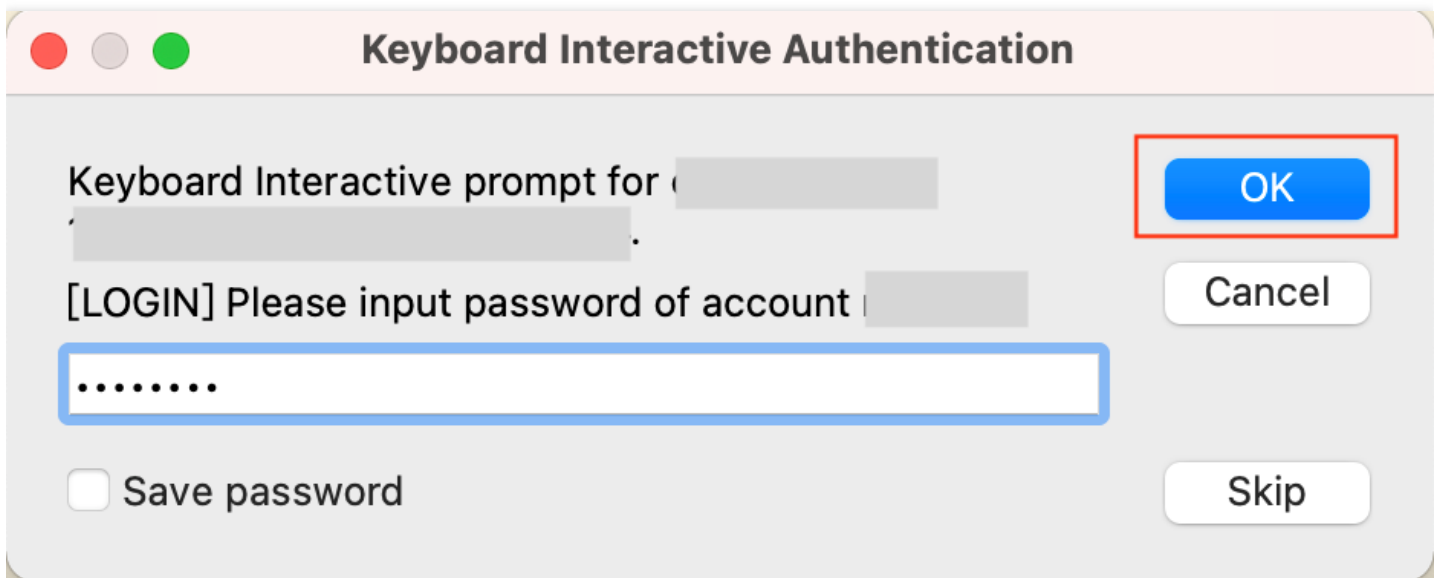 Keyboard Interactive Authentication
Keyboard Interactive prompt for
OK
[LOGIN] Please input password of account
Cancel
••••••••
Save password
Skip